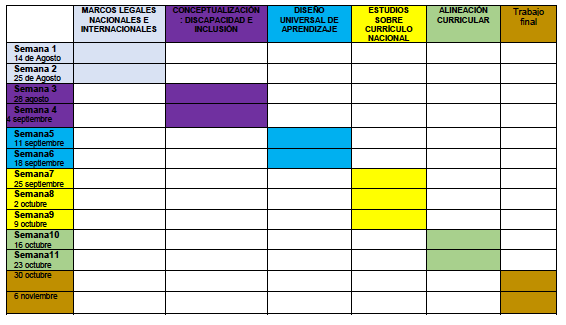 MARCOS LEGALES
NACIONALES E
INTERNACIONALES
CONCEPTUALIZACIÓN
: DISCAPACIDAD E
INCLUSIÓN
DISEÑO
UNIVERSAL DE
APRENDIZAJE
ESTUDIOS
SOBRE
CURRÍCULO
NACIONAL
ALINEACIÓN
CURRICULAR
Trabajo
final
Semana 1
14 de Agosto
Semana 2
25 de Agosto
Semana 3
28 agosto
Semana 4
4 septiembre
Semana5
11 septiembre
Semana6
18 septiembre
Semana7
25 septiembre
Semana8
2 octubre
Semana9
9 octubre
Semana10
16 octubre
Semana11
23 octubre
30 octubre
6 noviembre